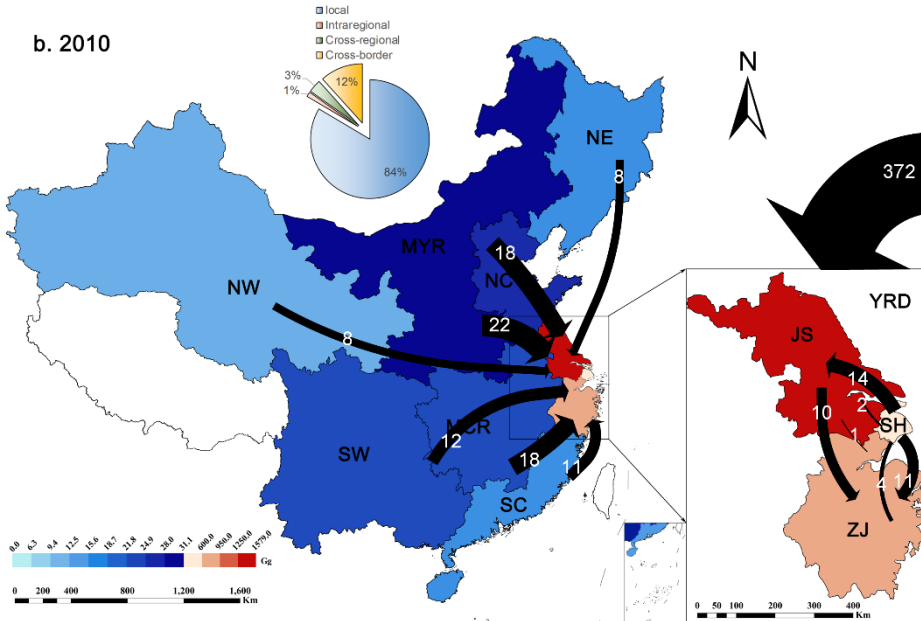 b. 2010
local
Intraregional
Cross-regional
Cross-border
12%
3%
1%
84%
N
372
NE
8
MYR
18
NC
NW
22
8
YRD
JS
14
10
2
SH
1
MCR
12
SW
18
11
4
11
SC
ZJ
0.0
6.3
9.4
12.5
15.6
18.7
21.8
24.9
28.0
31.1
600.0
950.0
1250.0
1579.0
Gg
0 200 400 800 1,200 1,600
Km
0 50 100 200 300 400
Km